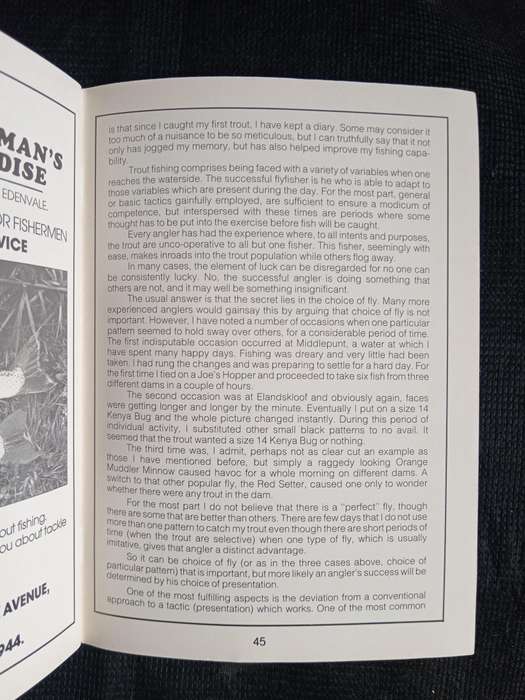 MAN'S
DISE
EDENVALE
OR FISHERMEN
VICE
out fishing.
ou about tackle
AVENUE,
944.
is that since I caught my first trout, I have kept a diary. Some may consider it
too much of a nuisance to be so meticulous, but I can truthfully say that it not
only has jogged my memory, but has also helped improve my fishing capa-
bility.
Trout fishing comprises being faced with a variety of variables when one
reaches the waterside. The successful flyfisher is he who is able to adapt to
those variables which are present during the day. For the most part, general
or basic tactics gainfully employed, are sufficient to ensure a modicum of
competence, but interspersed with these times are periods where some
thought has to be put into the exercise before fish will be caught.
Every angler has had the experience where, to all intents and purposes,
the trout are unco-operative to all but one fisher. This fisher, seemingly with
ease, makes inroads into the trout population while others flog away.
In many cases, the element of luck can be disregarded for no one can
be consistently lucky. No, the successful angler is doing something that
others are not, and it may well be something insignificant.
The usual answer is that the secret lies in the choice of fly. Many more
experienced anglers would gainsay this by arguing that choice of fly is not
important. However, I have noted a number of occasions when one particular
pattern seemed to hold sway over others, for a considerable period of time.
The first indisputable occasion occurred at Middlepunt, a water at which I
have spent many happy days. Fishing was dreary and very little had been
taken. I had rung the changes and was preparing to settle for a hard day. For
the first time I tied on a Joe's Hopper and proceeded to take six fish from three
different dams in a couple of hours.
The second occasion was at Elandskloof and obviously again, faces
were getting longer and longer by the minute. Eventually I put on a size 14
Kenya Bug and the whole picture changed instantly. During this period of
individual activity, I substituted other small black patterns to no avail. It
seemed that the trout wanted a size 14 Kenya Bug or nothing.
The third time was, I admit, perhaps not as clear cut an example as
those I have mentioned before, but simply a raggedy looking Orange
Muddler Minnow caused havoc for a whole morning on different dams. A
switch to that other popular fly, the Red Setter, caused one only to wonder
whether there were any trout in the dam.
For the most part I do not believe that there is a "perfect" fly, though
there are some that are better than others. There are few days that I do not use
more than one pattern to catch my trout even though there are short periods of
time (when the trout are selective) when one type of fly, which is usually
imitative, gives that angler a distinct advantage.
So it can be choice of fly (or as in the three cases above, choice of
particular pattern) that is important, but more likely an angler's success will be
determined by his choice of presentation.
One of the most fulfilling aspects is the deviation from a conventional
approach to a tactic (presentation) which works. One of the most common
45